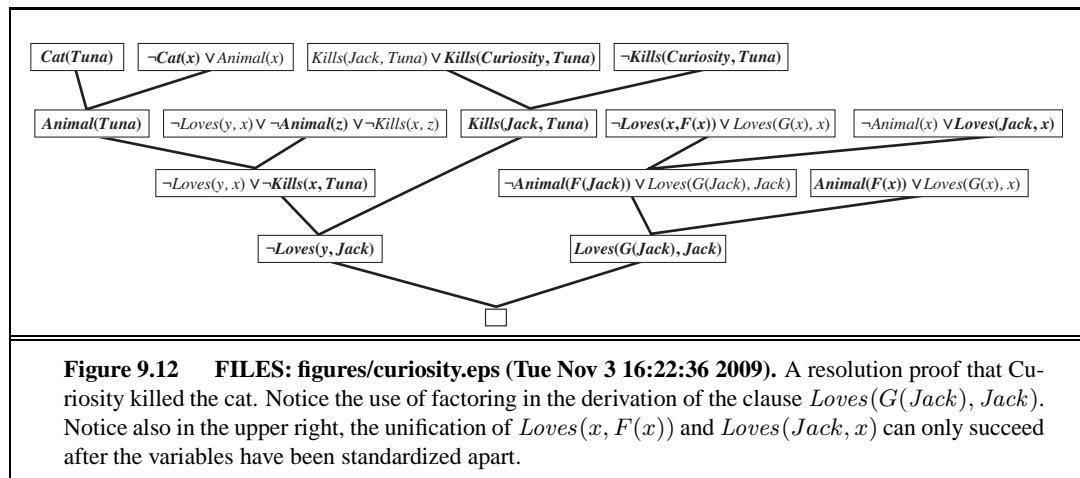 Cat(Tuna) ¬Cat(x) ∨ Animal(x) Kills(Jack, Tuna) ∨ Kills(Curiosity, Tuna) ¬Kills(Curiosity, Tuna)
Animal(Tuna) ¬Loves(y, x) ∨ ¬Animal(z) ∨ ¬Kills(x, z) Kills(Jack, Tuna) ¬Loves(x,F(x)) ∨ Loves(G(x), x) ¬Animal(x) ∨ Loves(Jack, x)
¬Loves(y, x) ∨ ¬Kills(x, Tuna) ¬Animal(F(Jack)) ∨ Loves(G(Jack), Jack) Animal(F(x)) ∨ Loves(G(x), x)
¬Loves(y, Jack) Loves(G(Jack), Jack)
Figure 9.12 FILES: figures/curiosity.eps (Tue Nov 3 16:22:36 2009). A resolution proof that Cu-
riosity killed the cat. Notice the use of factoring in the derivation of the clause Loves(G(Jack), Jack).
Notice also in the upper right, the unification of Loves(x, F(x)) and Loves(Jack, x) can only succeed
after the variables have been standardized apart.